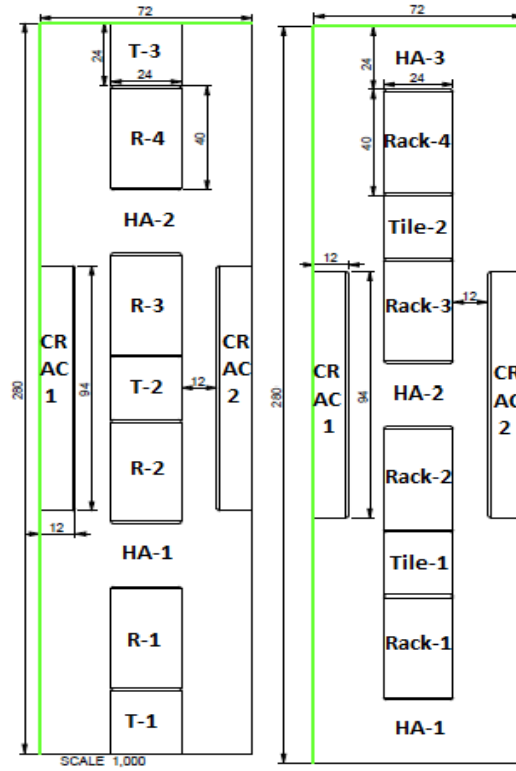 72
24
T-3
24
R-4
40
HA-2
R-3
CR
AC
1
94
280
T-2
12
CR
AC
2
R-2
12
HA-1
R-1
T-1
SCALE 1,000
72
24
HA-3
24
Rack-4
40
Tile-2
12
Rack-3
12
CR
AC
1
94
280
HA-2
CR
AC
2
Rack-2
Tile-1
Rack-1
HA-1